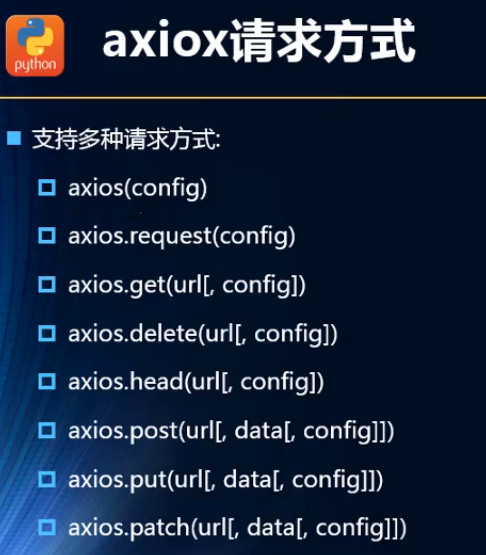 python
axiox请求方式
支持多种请求方式:
axios(config)
axios.request(config)
axios.get(url[, config])
axios.delete(url[, config])
axios.head(url[, config])
axios.post(url[, data[, config]])
axios.put(url[, data[, config]])
axios.patch(url[, data[, config]])